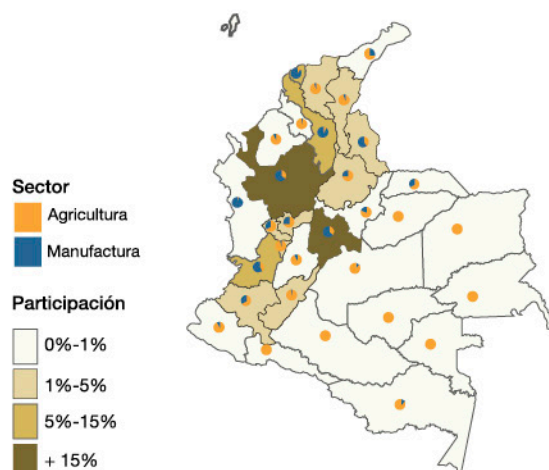 Sector
Agricultura
Manufactura
Participación
0%-1%
1%-5%
5%-15%
+ 15%